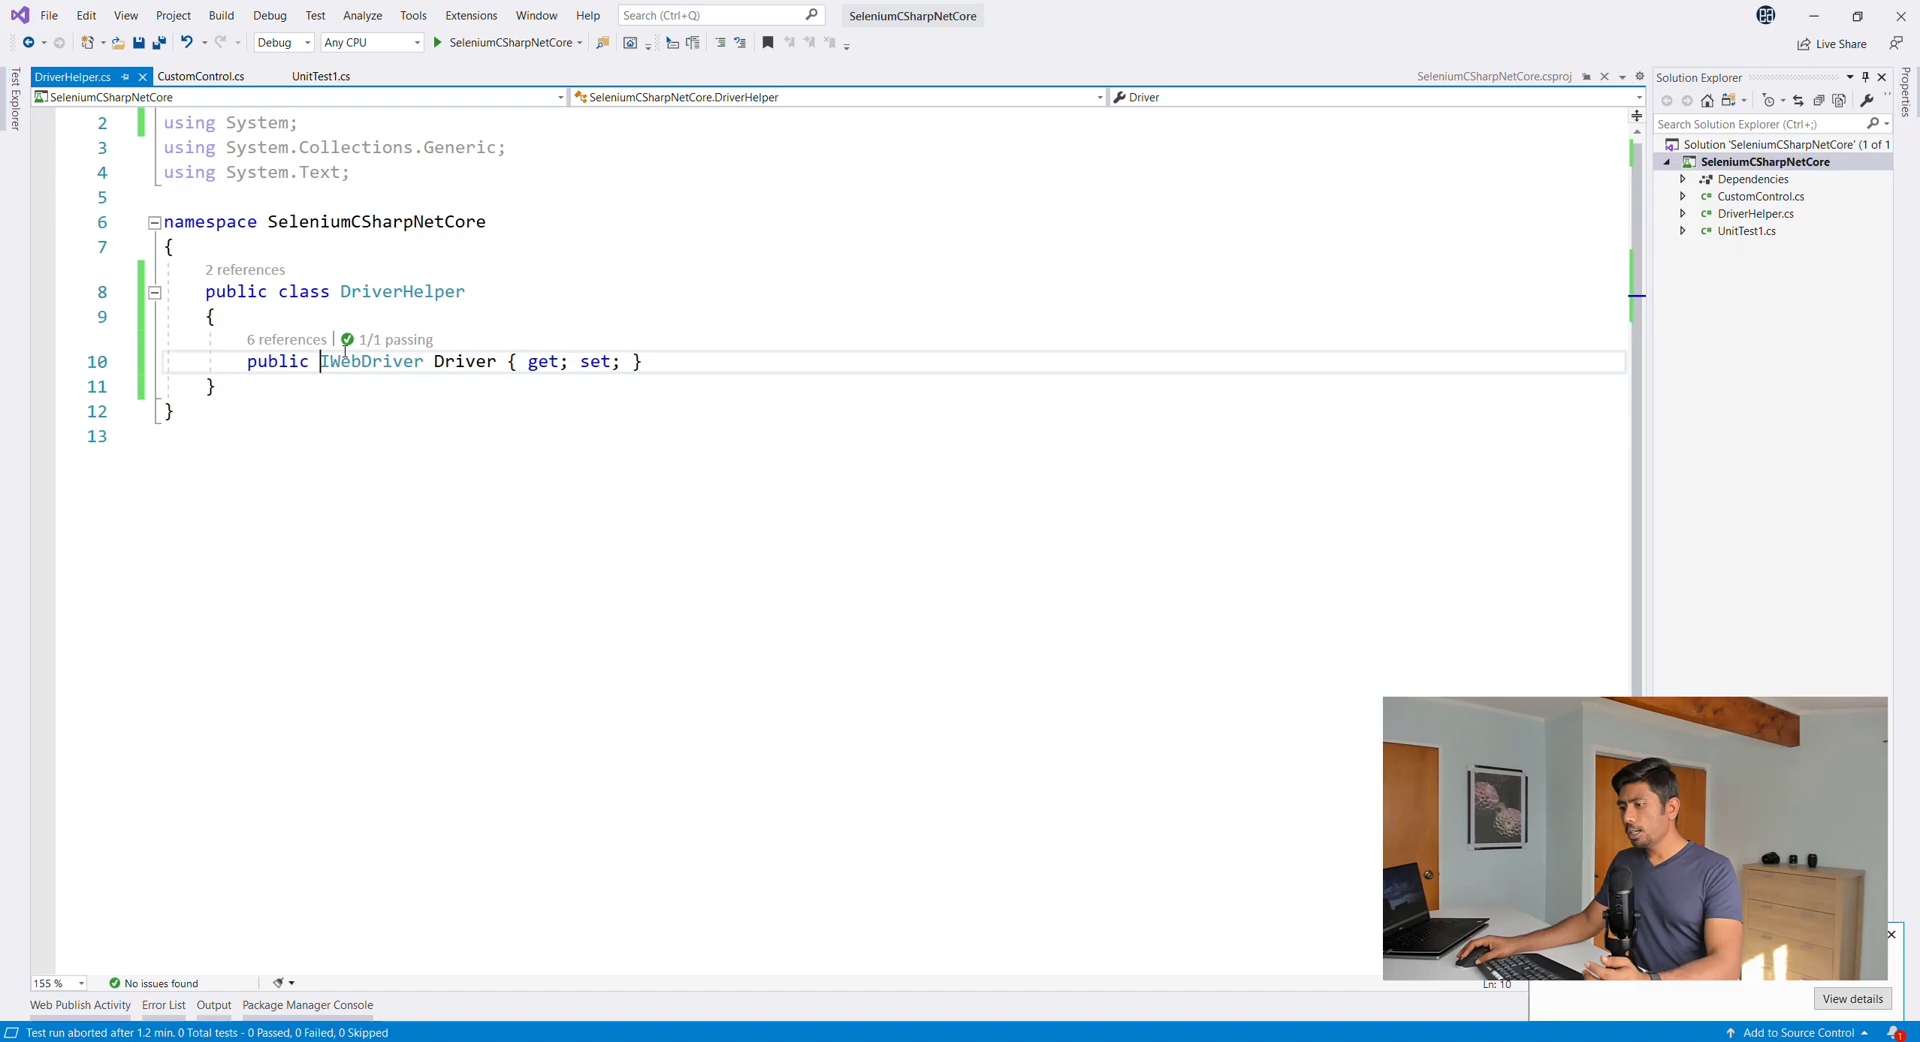 File Edit View Project Build Debug Test Analyze Tools Extensions Window Help Search (Ctrl+Q) SeleniumCSharpNetCore
Debug Any CPU SeleniumCSharpNetCore Live Share
DriverHelper.cs CustomControl.cs UnitTest1.cs SeleniumCSharpNetCore.csproj
SeleniumCSharpNetCore SeleniumCSharpNetCore.DriverHelper Driver
Test Explorer
2 using System;
3 using System.Collections.Generic;
4 using System.Text;
5
6 namespace SeleniumCSharpNetCore
7 {
2 references
8 public class DriverHelper
9 {
6 references | 1/1 passing
10 public IWebDriver Driver { get; set; }
11 }
12 }
13
Solution Explorer
Search Solution Explorer (Ctrl+;)
Solution 'SeleniumCSharpNetCore' (1 of 1
SeleniumCSharpNetCore
Dependencies
C# CustomControl.cs
C# DriverHelper.cs
C# UnitTest1.cs
Properties
155 % No issues found Ln: 10
View details
Web Publish Activity Error List Output Package Manager Console
Test run aborted after 1.2 min. 0 Total tests - 0 Passed, 0 Failed, 0 Skipped Add to Source Control 1